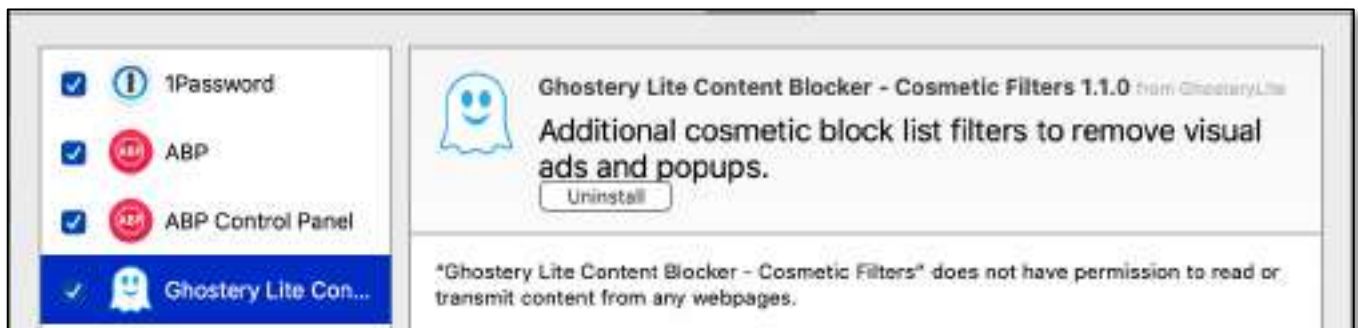 1Password
ABP
ABP Control Panel
Ghostery Lite Con...
Ghostery Lite Content Blocker - Cosmetic Filters 1.1.0 from GhosteryLite
Additional cosmetic block list filters to remove visual
ads and popups.
Uninstall
"Ghostery Lite Content Blocker - Cosmetic Filters" does not have permission to read or
transmit content from any webpages.